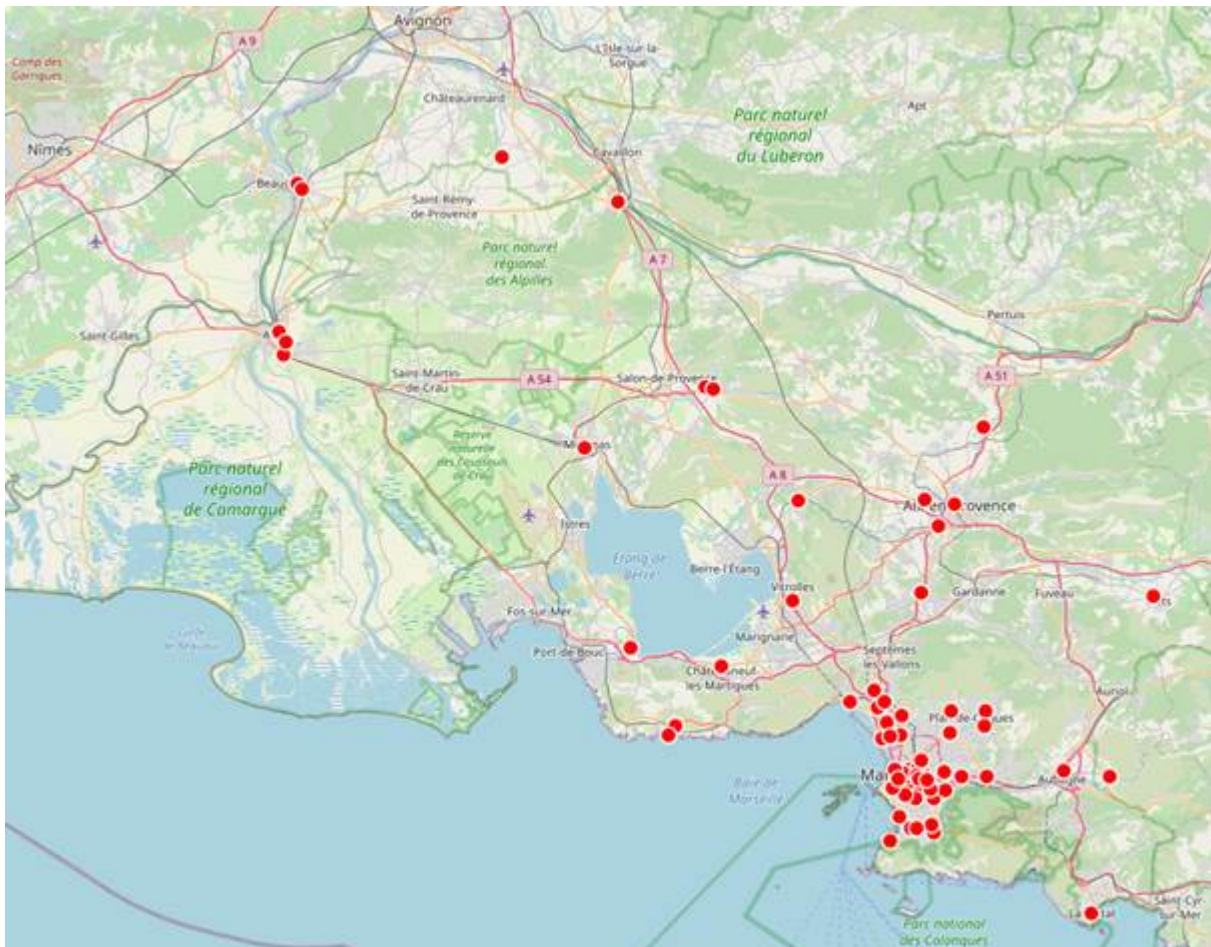 Avignon
A 9
L'Isle-sur-la-
Sorgue
Camp des
Garrigues
Châteaurenard
Apt
Parc naturel
régional
du Luberon
Nîmes
Cavaillon
Beau
Saint-Rémy-
de-Provence
Parc naturel
régional
des Alpilles
A 7
Saint-Gilles
A
Pertuis
Saint-Martin-
de-Crau
A 54
Salon-de-Provence
A 51
Réserve
naturelle
des Coussouls
de Crau
Parc naturel
régional
de Camargue
A 8
Istres
Étang de
Berre
Berre-l'Étang
Vitrolles
Gardanne
Fuveau
ts
Fos-sur-Mer
Marignane
Port-de-Bouc
Septèmes
les Vallons
Auriol
Baie de
Marseille
Saint-Cyr-
sur-Mer
Parc national
des Calanques